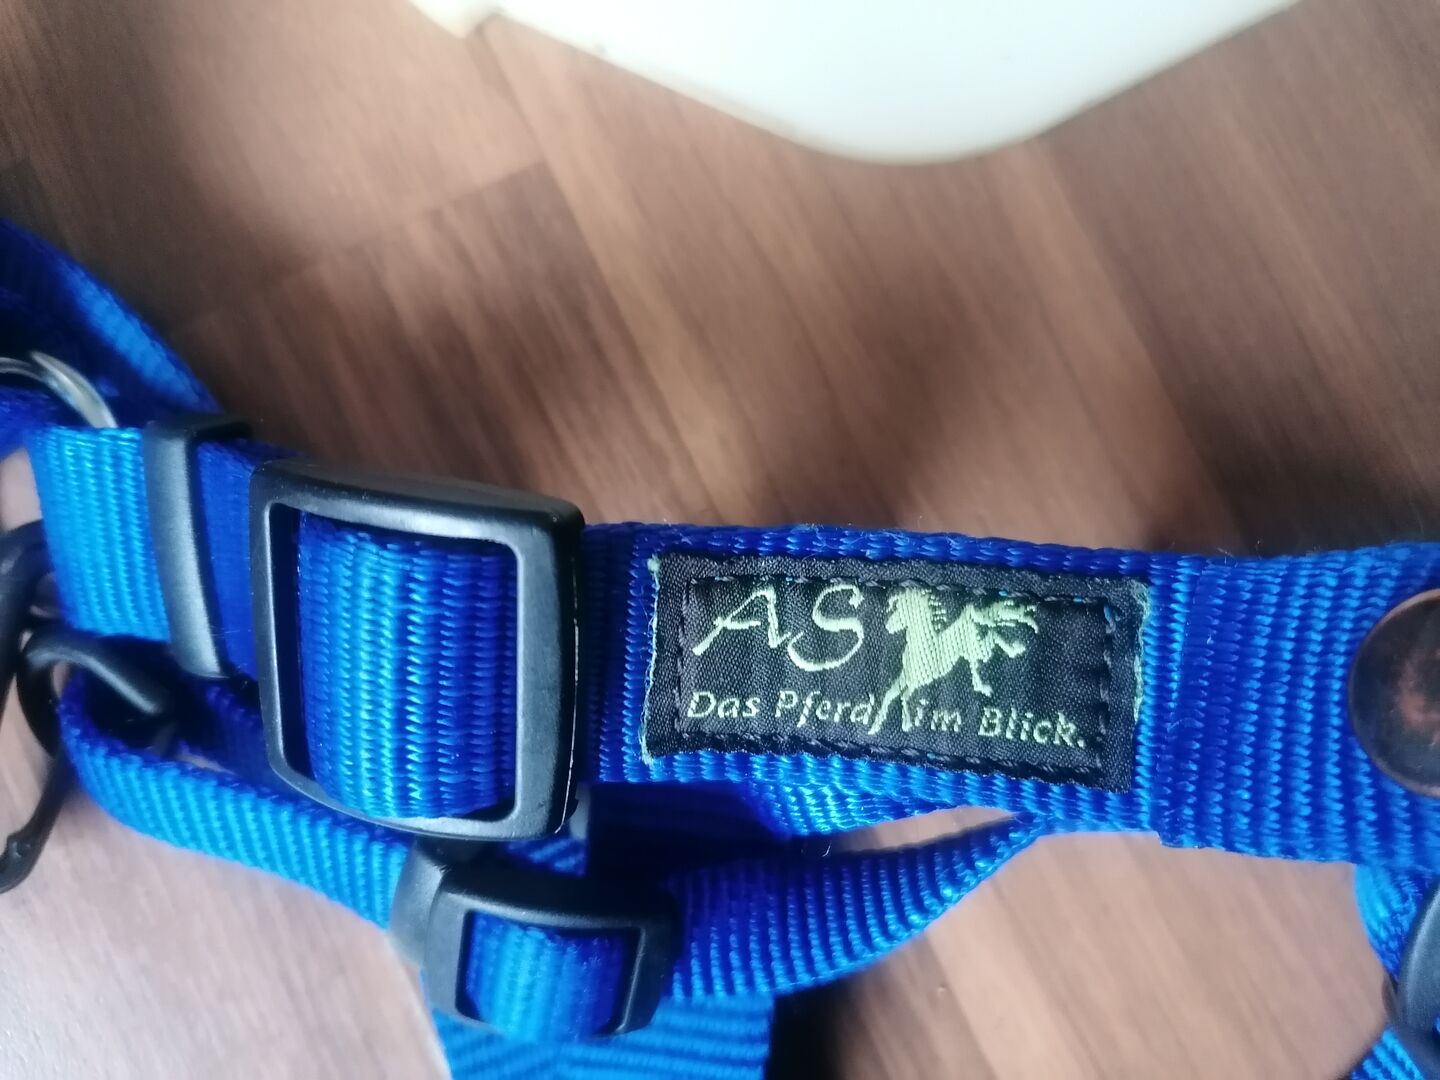 AS
Das Pferd im Blick.